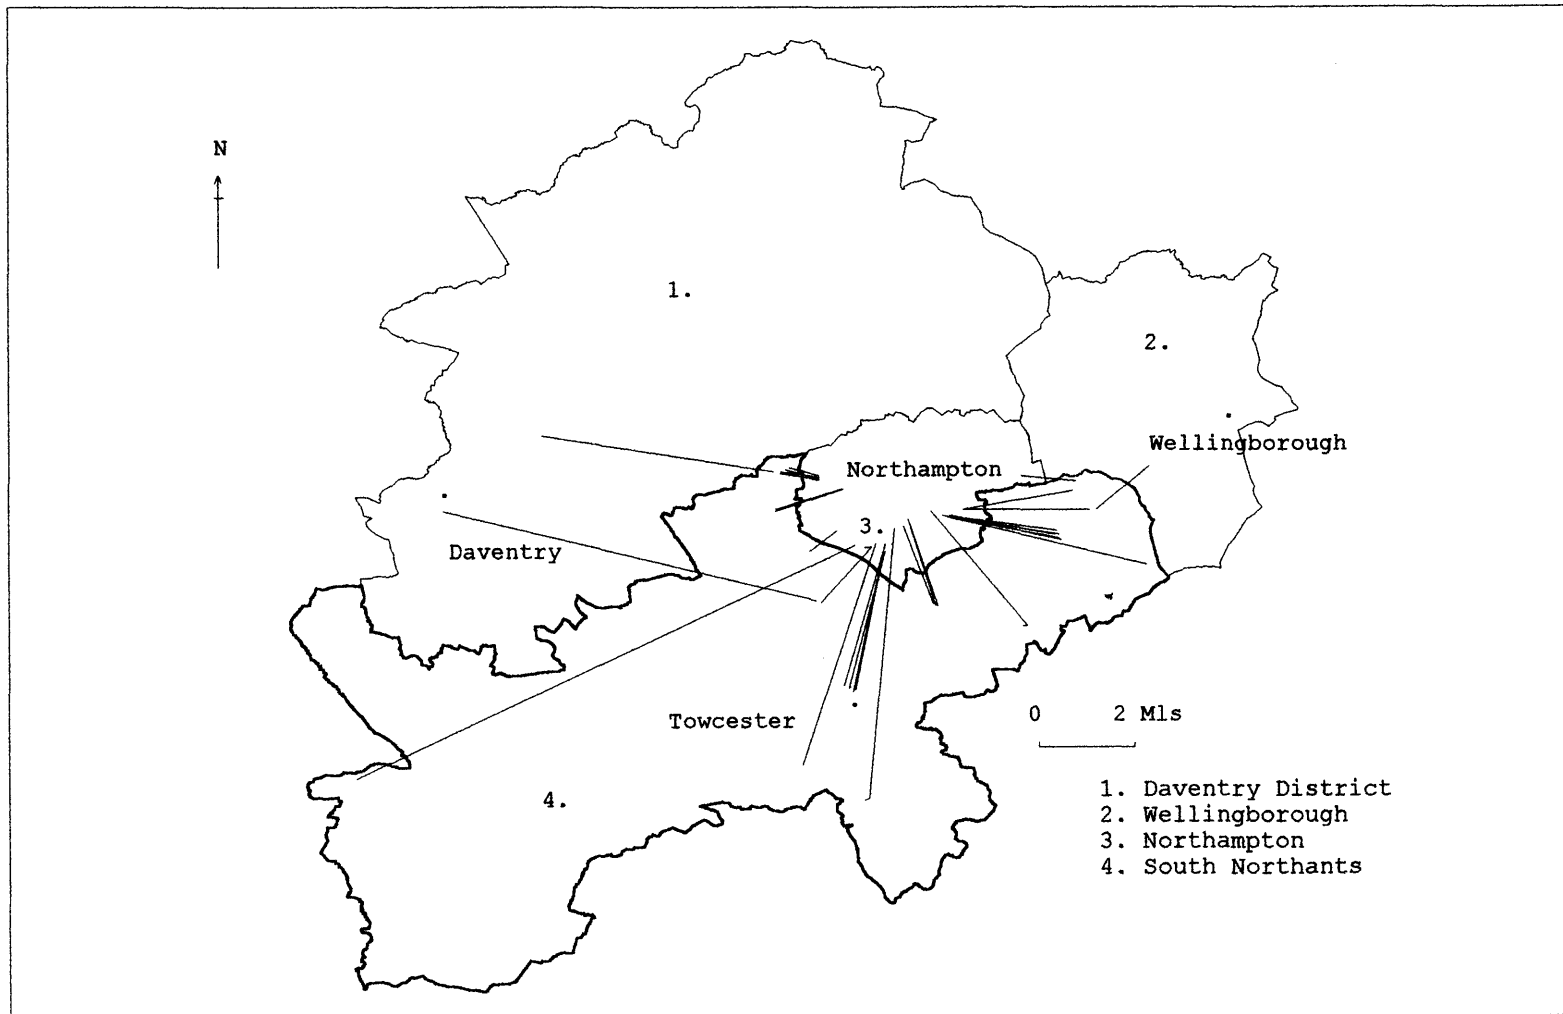 N
1.
2.
Wellingborough
Northampton
3.
Daventry
Towcester
0 2 Mls
4.
1. Daventry District
2. Wellingborough
3. Northampton
4. South Northants